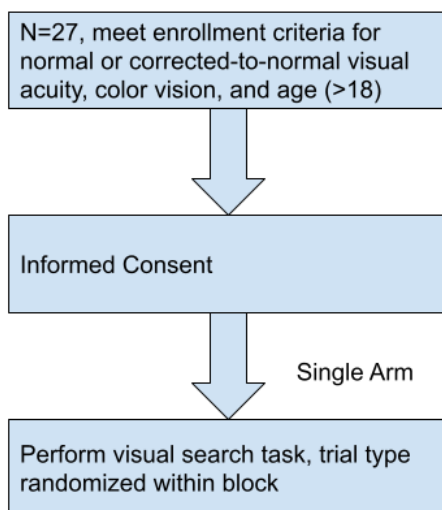 N=27, meet enrollment criteria for
normal or corrected-to-normal visual
acuity, color vision, and age (>18)
Informed Consent
Single Arm
Perform visual search task, trial type
randomized within block